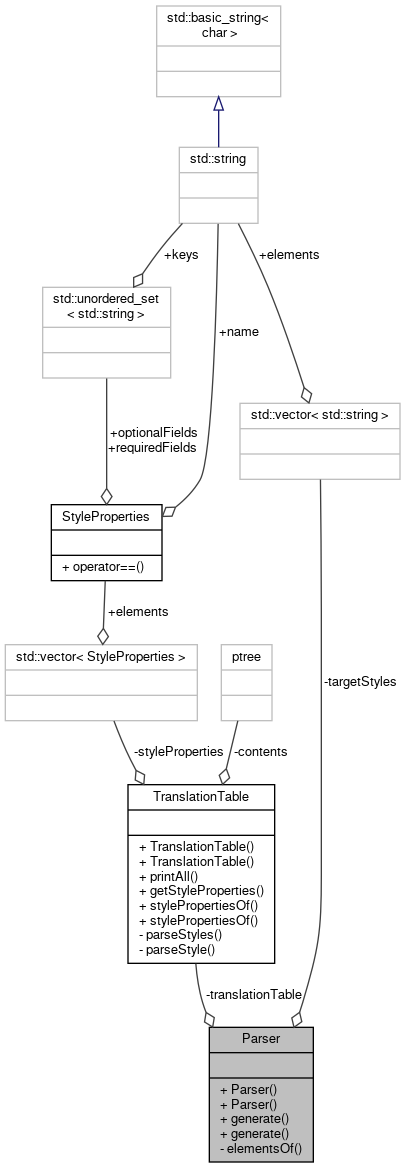 std::basic_string<
char >
std::string
+keys
+elements
std::unordered_set
< std::string >
+name
std::vector< std::string >
+optionalFields
+requiredFields
StyleProperties
+ operator==()
+elements
std::vector< StyleProperties >
ptree
-targetStyles
-styleProperties
-contents
TranslationTable
+ TranslationTable()
+ TranslationTable()
+ printAll()
+ getStyleProperties()
+ stylePropertiesOf()
+ stylePropertiesOf()
- parseStyles()
- parseStyle()
-translationTable
Parser
+ Parser()
+ Parser()
+ generate()
+ generate()
- elementsOf()